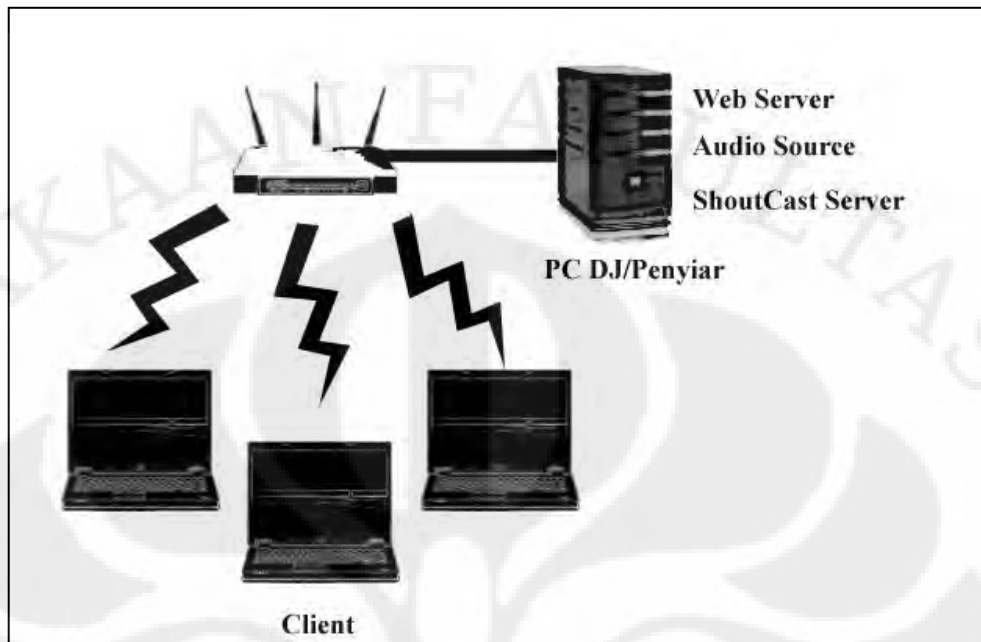 Web Server
Audio Source
ShoutCast Server
PC DJ/Penyiar
Client